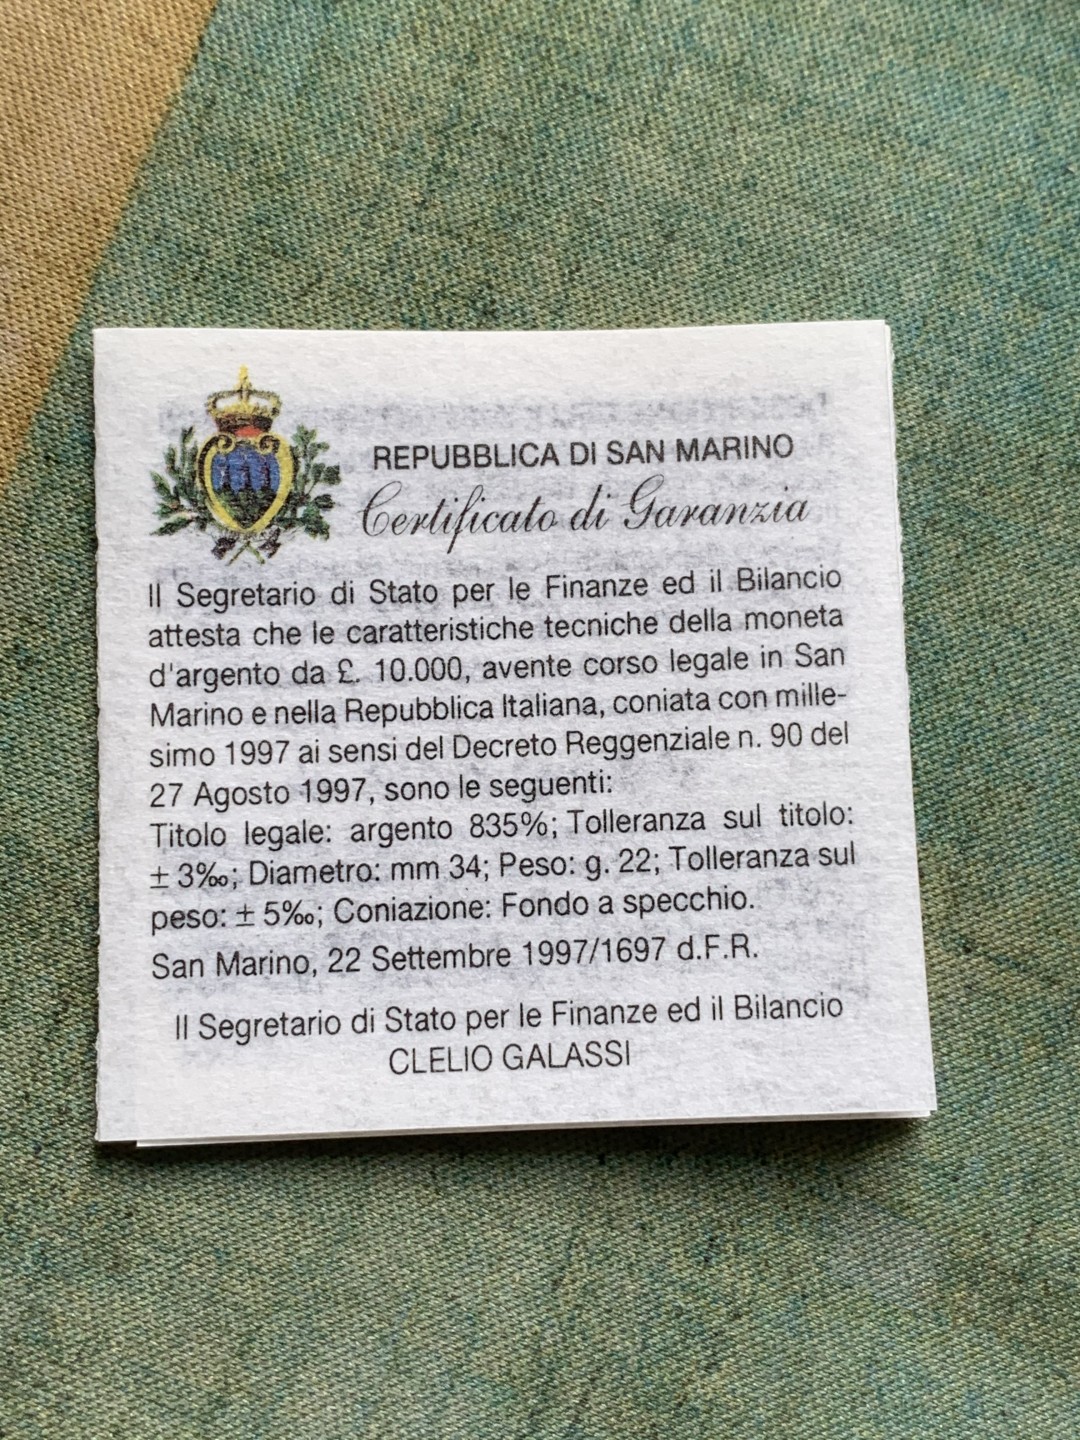 REPUBBLICA DI SAN MARINO
Certificato di Garanzia
Il Segretario di Stato per le Finanze ed il Bilancio
attesta che le caratteristiche tecniche della moneta
d'argento da £. 10.000, avente corso legale in San
Marino e nella Repubblica Italiana, coniata con mille-
simo 1997 ai sensi del Decreto Reggenziale n. 90 del
27 Agosto 1997, sono le seguenti:
Titolo legale: argento 835‰; Tolleranza sul titolo:
± 3‰; Diametro: mm 34; Peso: g. 22; Tolleranza sul
peso: ± 5‰; Coniazione: Fondo a specchio.
San Marino, 22 Settembre 1997/1697 d.F.R.
Il Segretario di Stato per le Finanze ed il Bilancio
CLELIO GALASSI